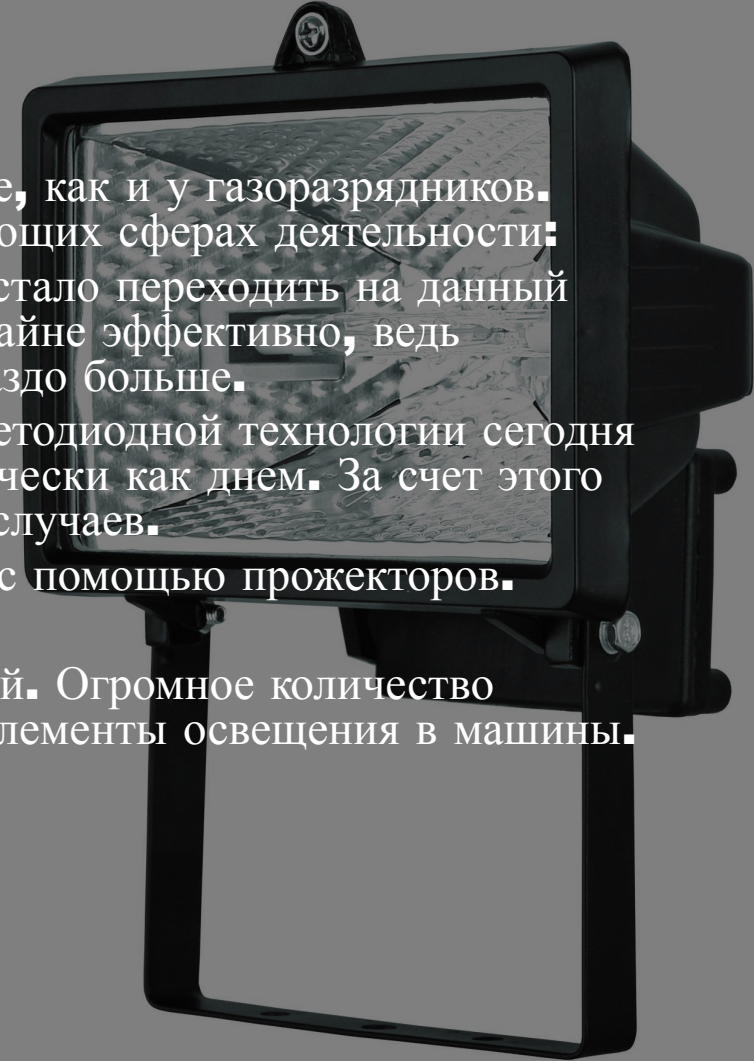 е, как и у газоразрядников.
ющих сферах деятельности:
стало переходить на данный
айне эффективно, ведь
аздо больше.
етодиодной технологии сегодня
чески как днем. За счет этого
случаев.
с помощью прожекторов.
й. Огромное количество
лементы освещения в машины.